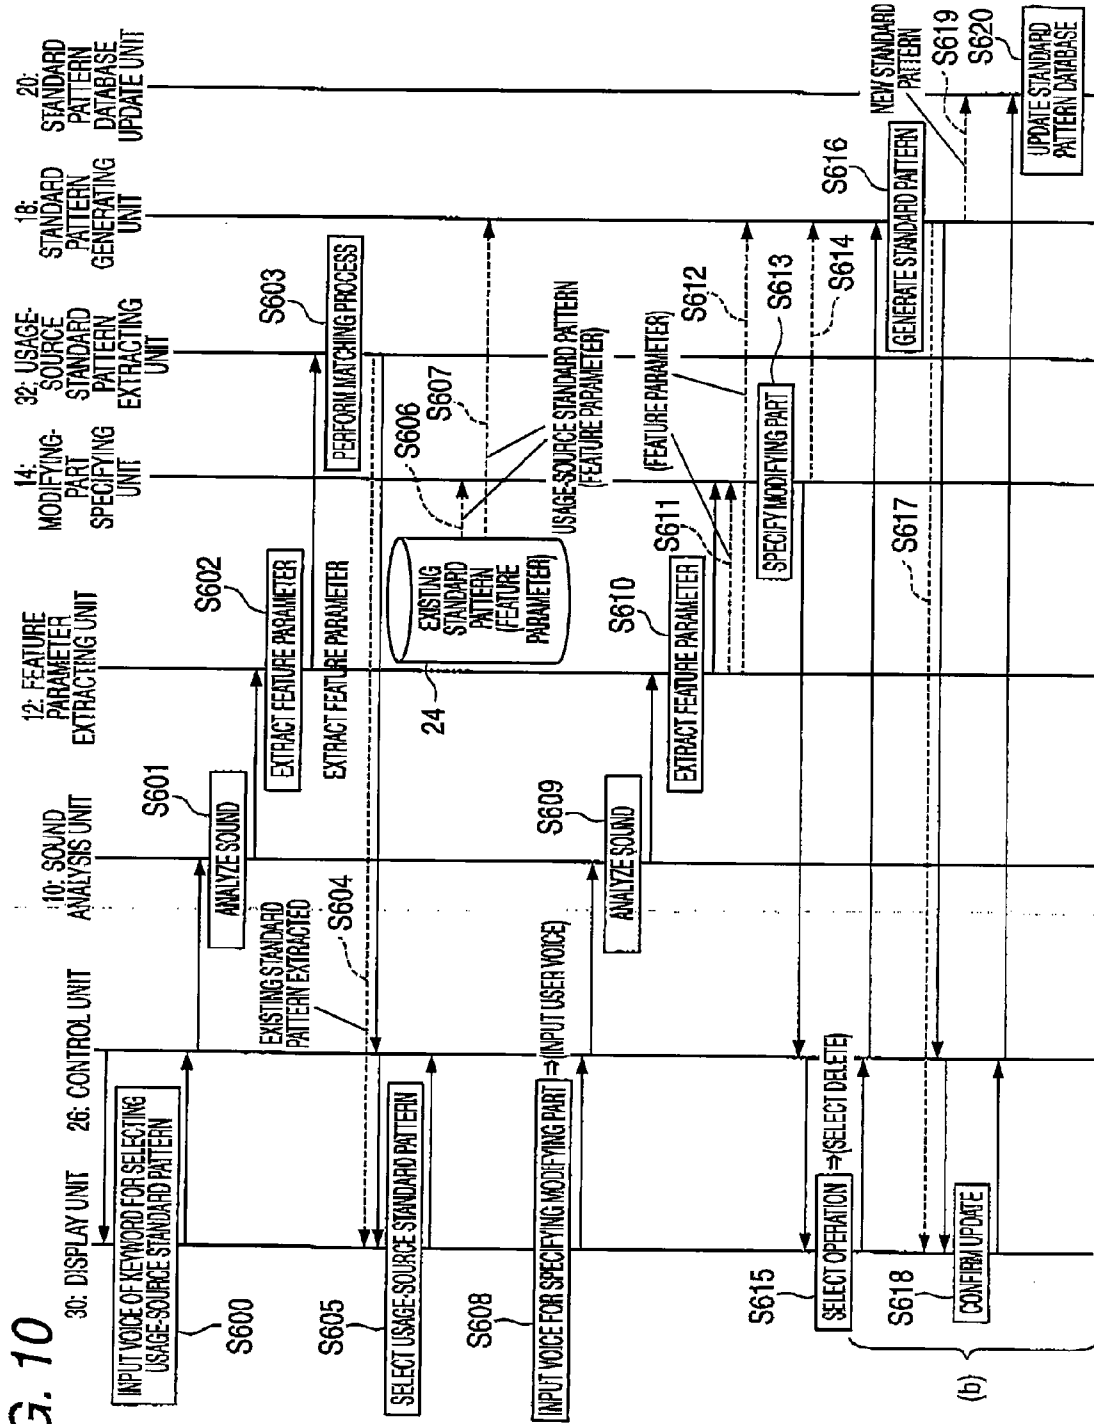 G. 10
30: DISPLAY UNIT
26: CONTROL UNIT
10: SOUND
ANALYSIS UNIT
12: FEATURE
PARAMETER
EXTRACTING UNIT
14:
MODIFYING-
PART
SPECIFYING
UNIT
32: USAGE-
SOURCE
STANDARD
PATTERN
EXTRACTING
UNIT
18:
STANDARD
PATTERN
GENERATING
UNIT
20:
STANDARD
PATTERN
DATABASE
UPDATE UNIT
INPUT VOICE OF KEYWORD FOR SELECTING
USAGE-SOURCE STANDARD PATTERN
S600
ANALYZE SOUND
S601
EXTRACT FEATURE PARAMETER
S602
EXTRACT FEATURE PARAMETER
PERFORM MATCHING PROCESS
S603
EXISTING STANDARD
PATTERN EXTRACTED
S604
S605
SELECT USAGE-SOURCE STANDARD PATTERN
24
EXISTING
STANDARD
PATTERN
(FEATURE
PARAMETER)
S606
S607
USAGE-SOURCE STANDARD PATTERN
(FEATURE PARAMETER)
S608
INPUT VOICE FOR SPECIFYING MODIFYING PART ⇒(INPUT USER VOICE)
S609
ANALYZE SOUND
S610
EXTRACT FEATURE PARAMETER
S611
(FEATURE PARAMETER)
S612
SPECIFY MODIFYING PART
S613
S614
S615
SELECT OPERATION ⇒(SELECT DELETE)
S616
GENERATE STANDARD PATTERN
S617
S618
CONFIRM UPDATE
NEW STANDARD
PATTERN
S619
S620
UPDATE STANDARD
PATTERN DATABASE
(b)